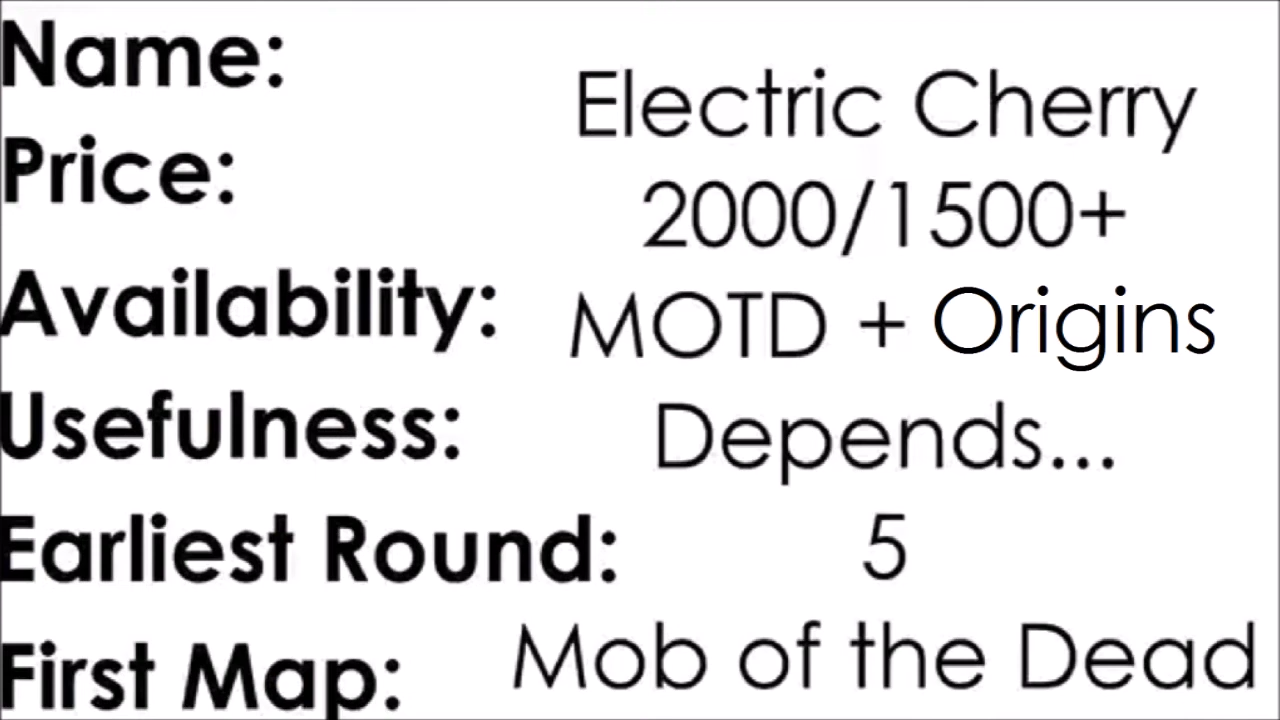 Name: Electric Cherry
Price: 2000/1500+
Availability: MOTD + Origins
Usefulness: Depends...
Earliest Round: 5
First Map: Mob of the Dead